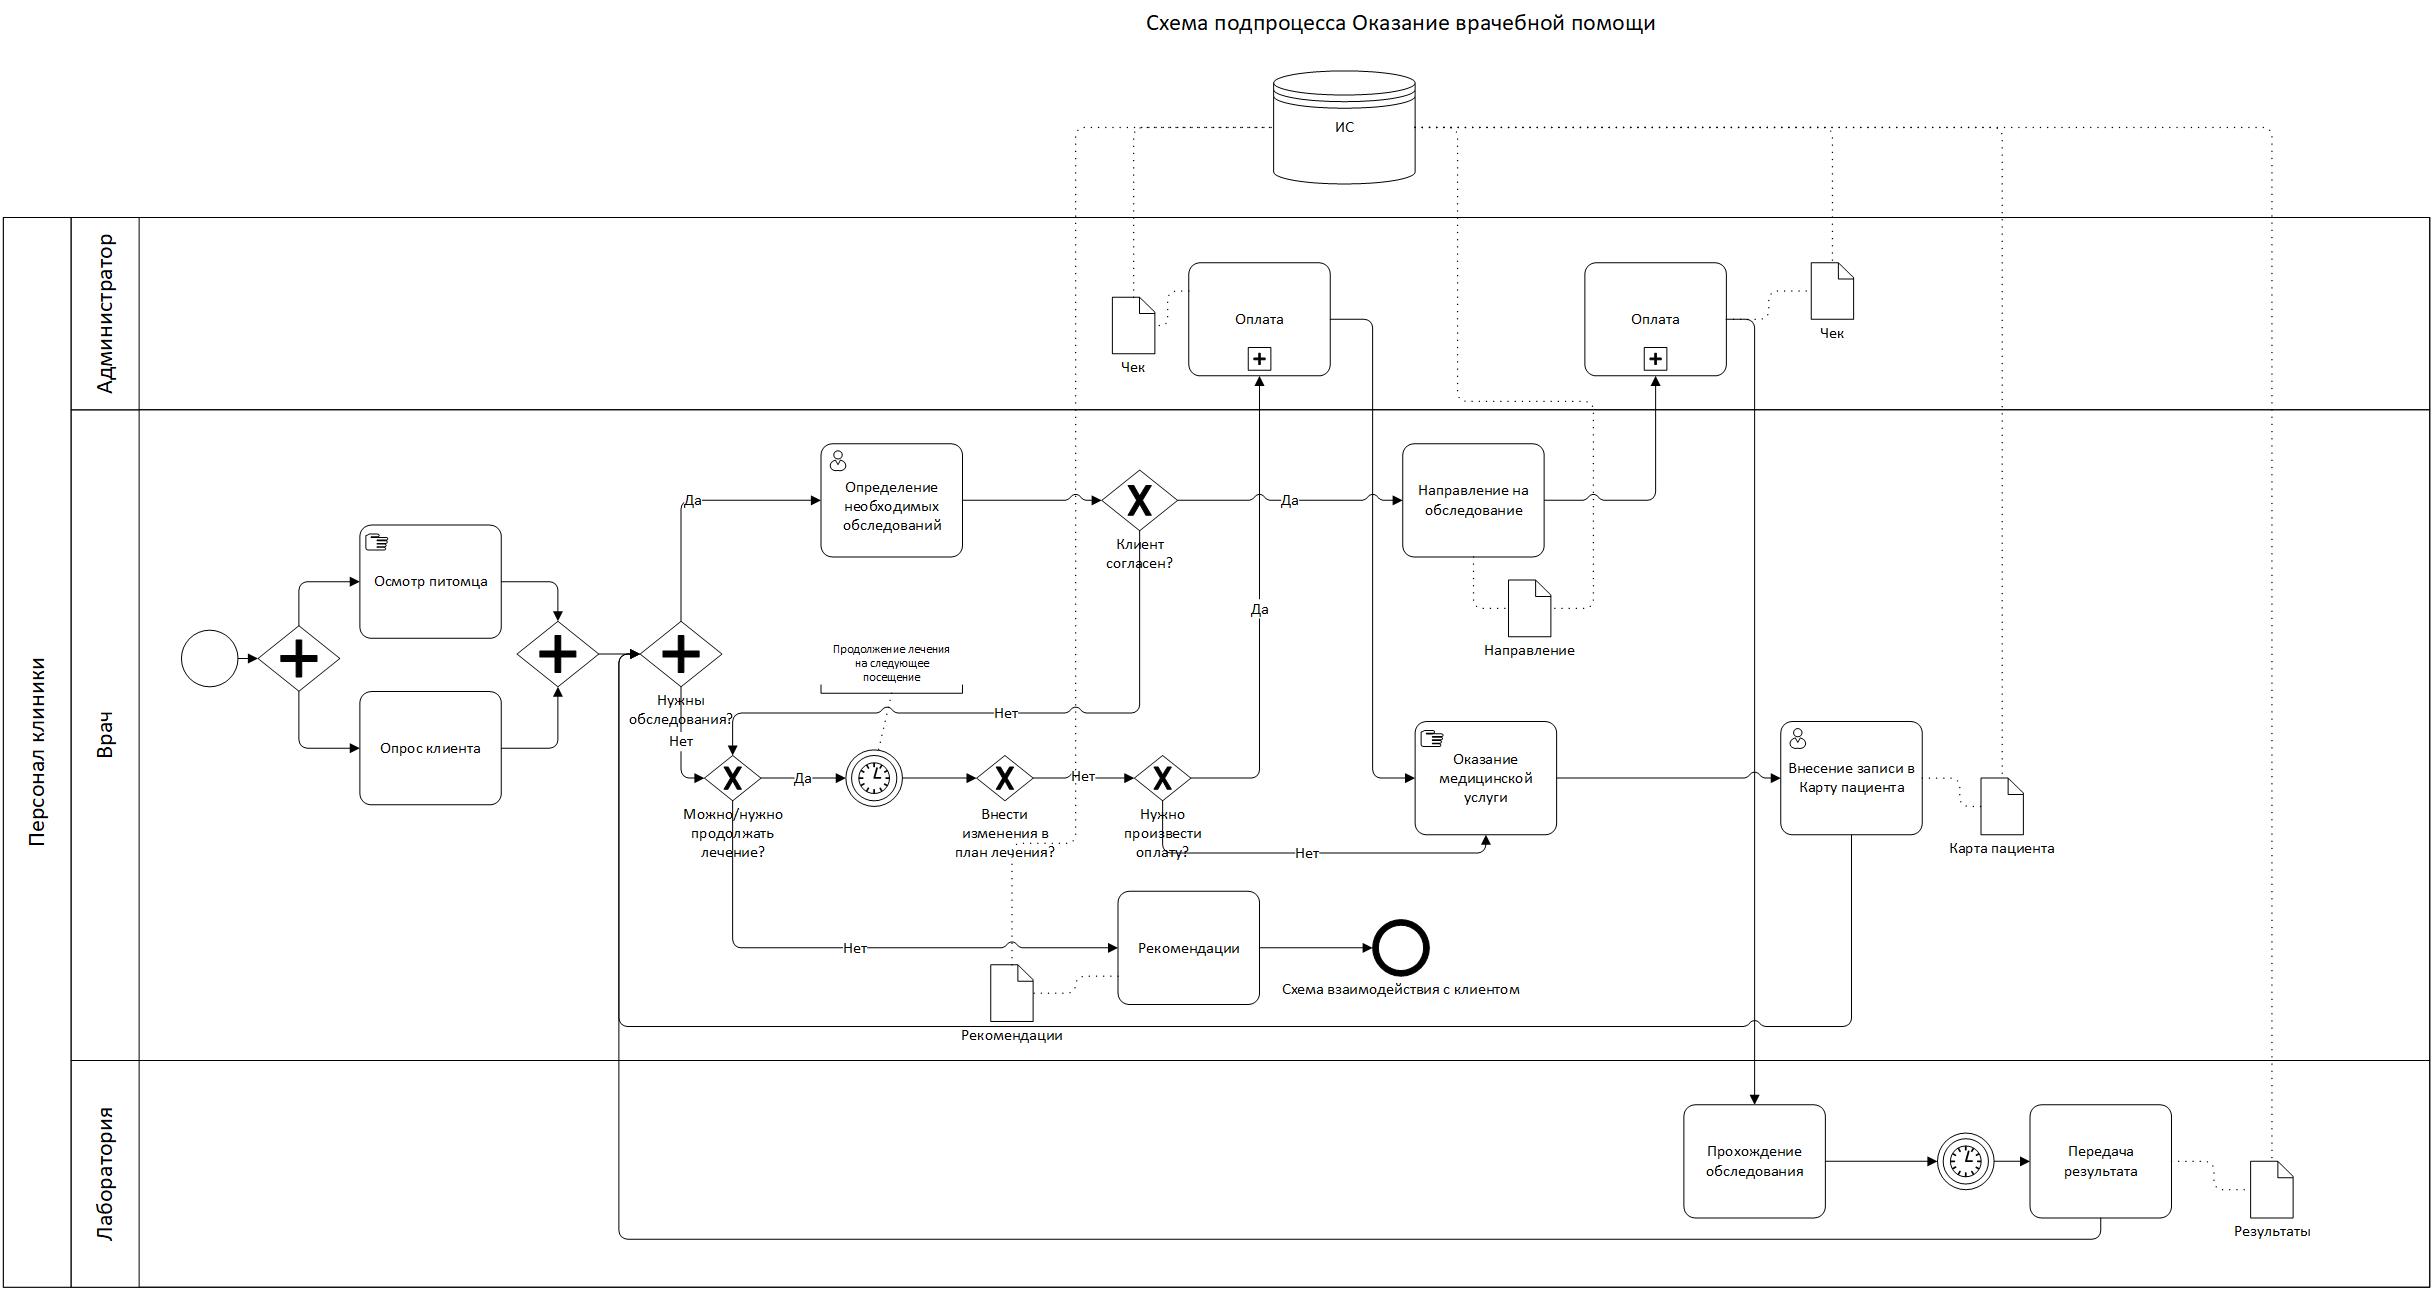 Схема подпроцесса Оказание врачебной помощи
ИС
Персонал клиники
Администратор
Чек
Оплата
Оплата
Чек
Врач
Осмотр питомца
Опрос клиента
Нужны
обследования?
Да
Нет
Определение
необходимых
обследований
Клиент
согласен?
Да
Нет
Направление на
обследование
Направление
Продолжение лечения
на следующее
посещение
Можно/нужно
продолжать
лечение?
Да
Нет
Внести
изменения в
план лечения?
Нет
Нужно
произвести
оплату?
Да
Нет
Оказание
медицинской
услуги
Внесение записи в
Карту пациента
Карта пациента
Рекомендации
Рекомендации
Схема взаимодействия с клиентом
Лаборатория
Прохождение
обследования
Передача
результата
Результаты